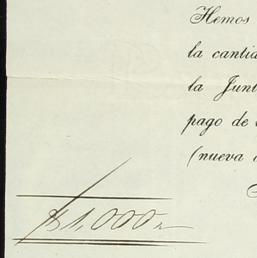 Hemos
la cantid
la Junt
pago de
(nueva
$1,000